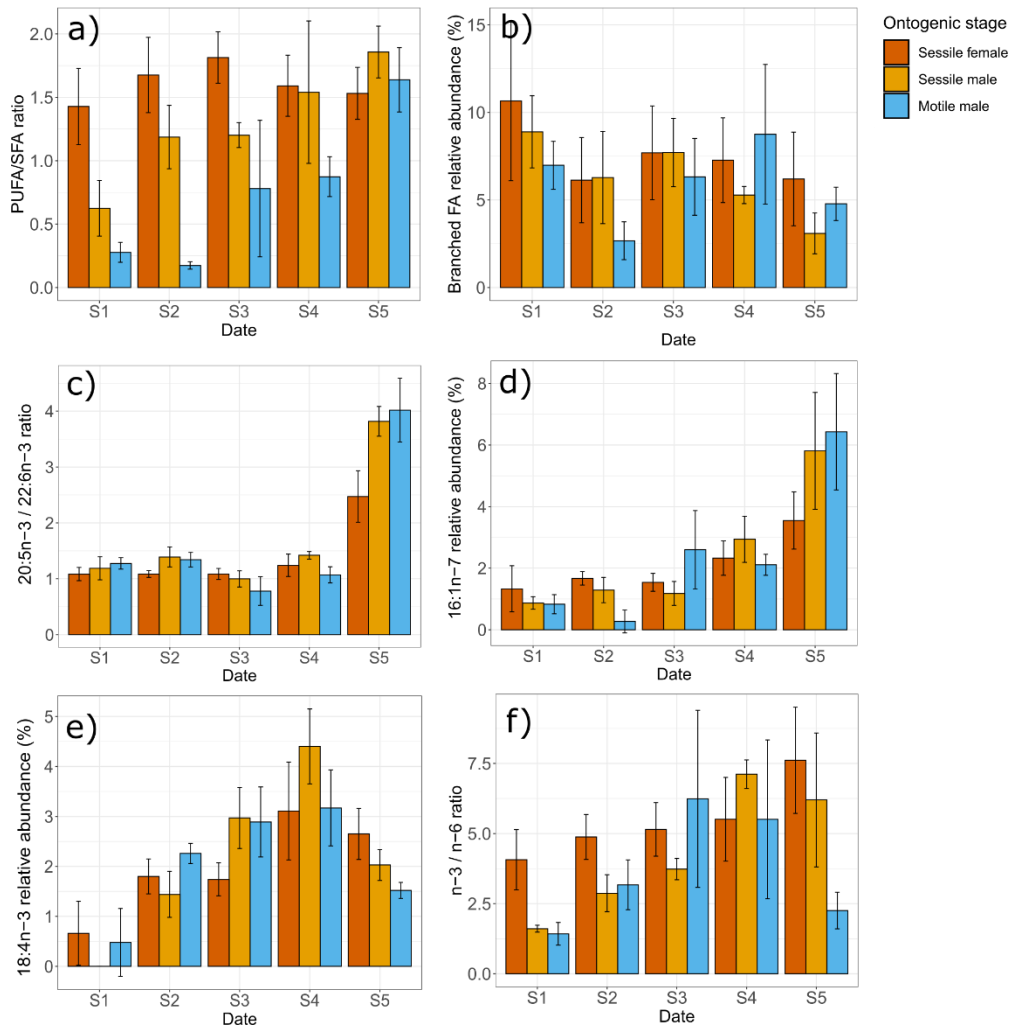 a)
PUFA/SFA ratio
2.0
1.5
1.0
0.5
0.0
S1 S2 S3 S4 S5
Date
b)
Branched FA relative abundance (%)
15
10
5
0
S1 S2 S3 S4 S5
Date
Ontogenic stage
Sessile female
Sessile male
Motile male
c)
20:5n−3 / 22:6n−3 ratio
4
3
2
1
0
S1 S2 S3 S4 S5
Date
d)
16:1n−7 relative abundance (%)
8
6
4
2
0
S1 S2 S3 S4 S5
Date
e)
18:4n−3 relative abundance (%)
5
4
3
2
1
0
S1 S2 S3 S4 S5
Date
f)
n−3 / n−6 ratio
7.5
5.0
2.5
0.0
S1 S2 S3 S4 S5
Date